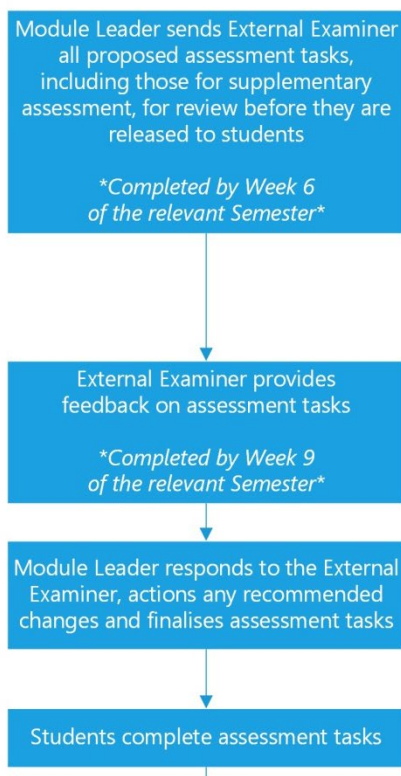 Module Leader sends External Examiner
all proposed assessment tasks,
including those for supplementary
assessment, for review before they are
released to students
*Completed by Week 6
of the relevant Semester*
External Examiner provides
feedback on assessment tasks
*Completed by Week 9
of the relevant Semester*
Module Leader responds to the External
Examiner, actions any recommended
changes and finalises assessment tasks
Students complete assessment tasks